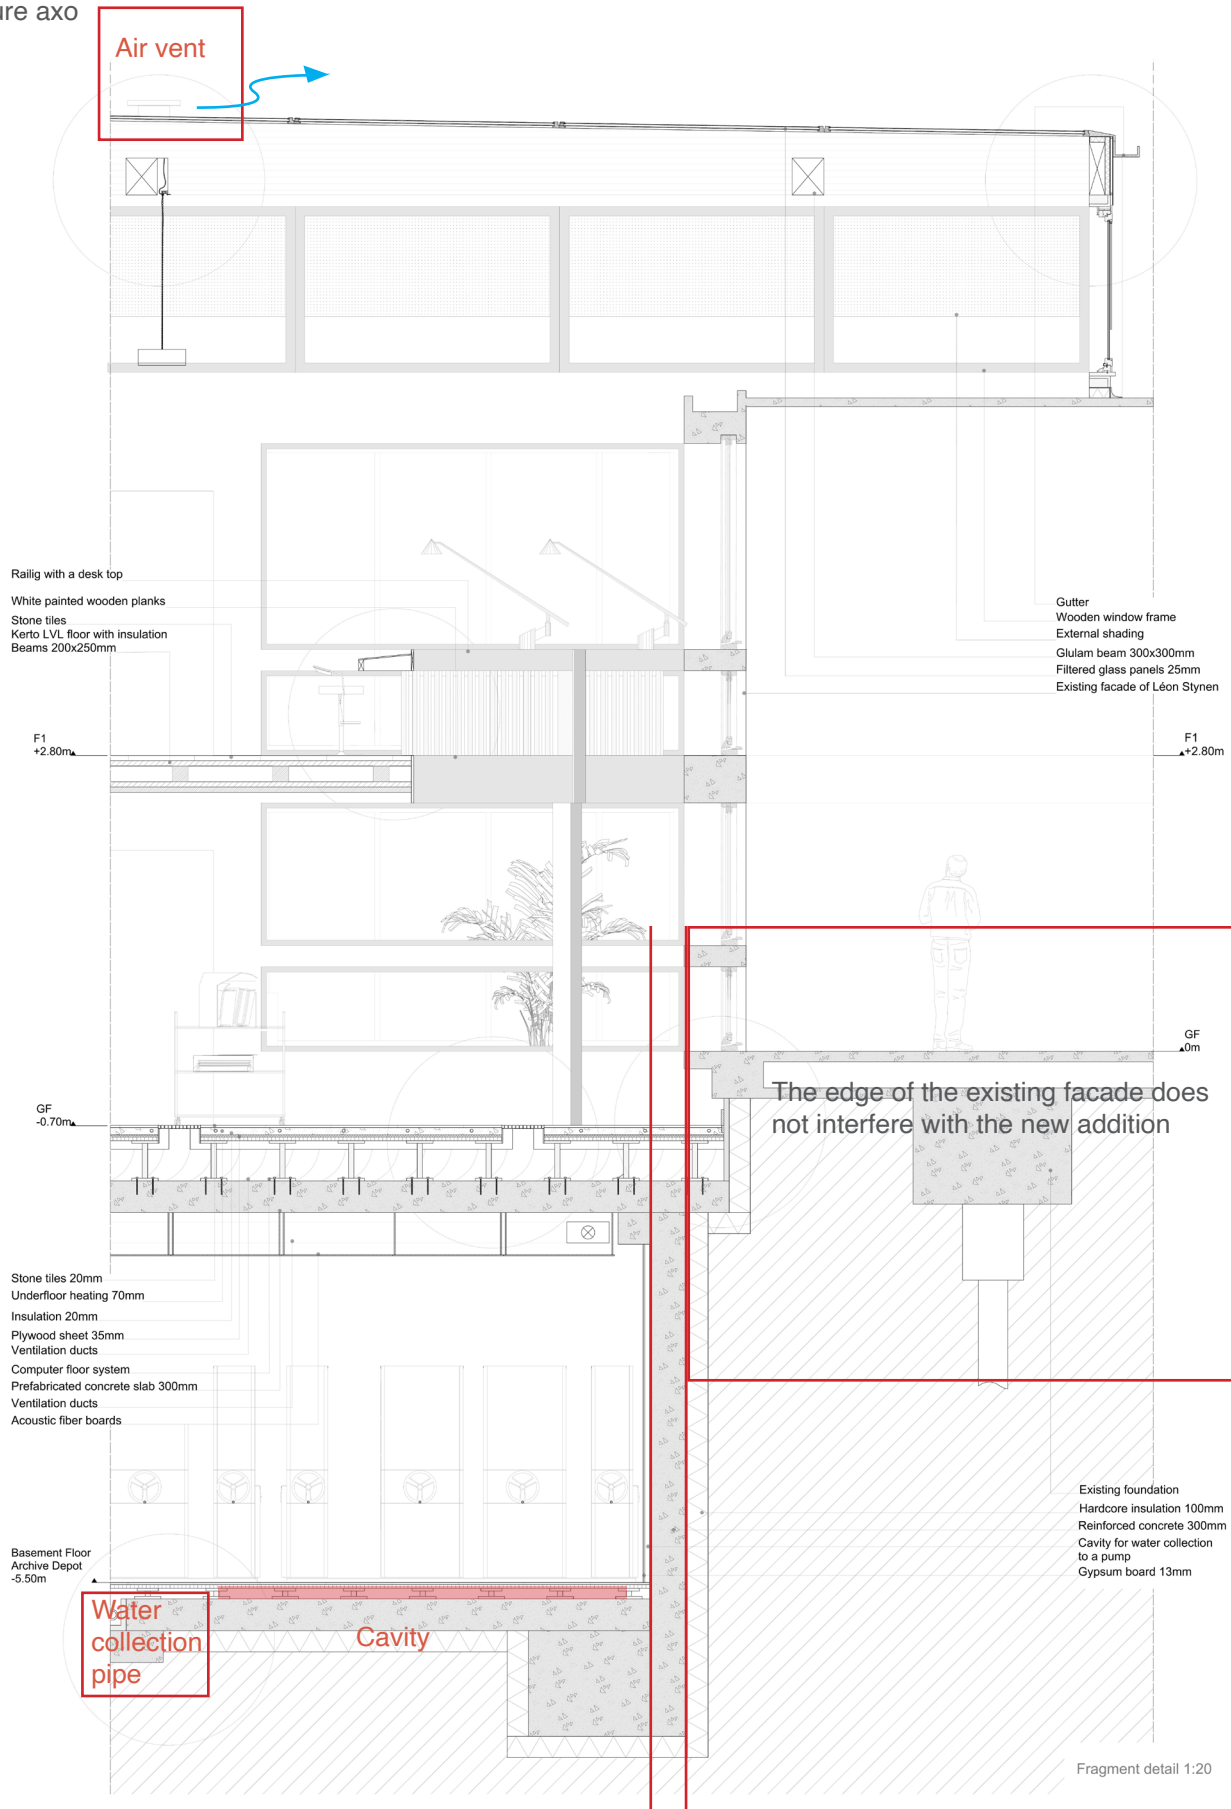 ure axo
Air vent
Railig with a desk top
White painted wooden planks
Stone tiles
Kerto LVL floor with insulation
Beams 200x250mm
Gutter
Wooden window frame
External shading
Glulam beam 300x300mm
Filtered glass panels 25mm
Existing facade of Léon Stynen
F1
+2.80m
F1
+2.80m
GF
0m
The edge of the existing facade does
not interfere with the new addition
GF
-0.70m
Stone tiles 20mm
Underfloor heating 70mm
Insulation 20mm
Plywood sheet 35mm
Ventilation ducts
Computer floor system
Prefabricated concrete slab 300mm
Ventilation ducts
Acoustic fiber boards
Existing foundation
Hardcore insulation 100mm
Reinforced concrete 300mm
Cavity for water collection
to a pump
Gypsum board 13mm
Basement Floor
Archive Depot
-5.50m
Water
collection
pipe
Cavity
Fragment detail 1:20